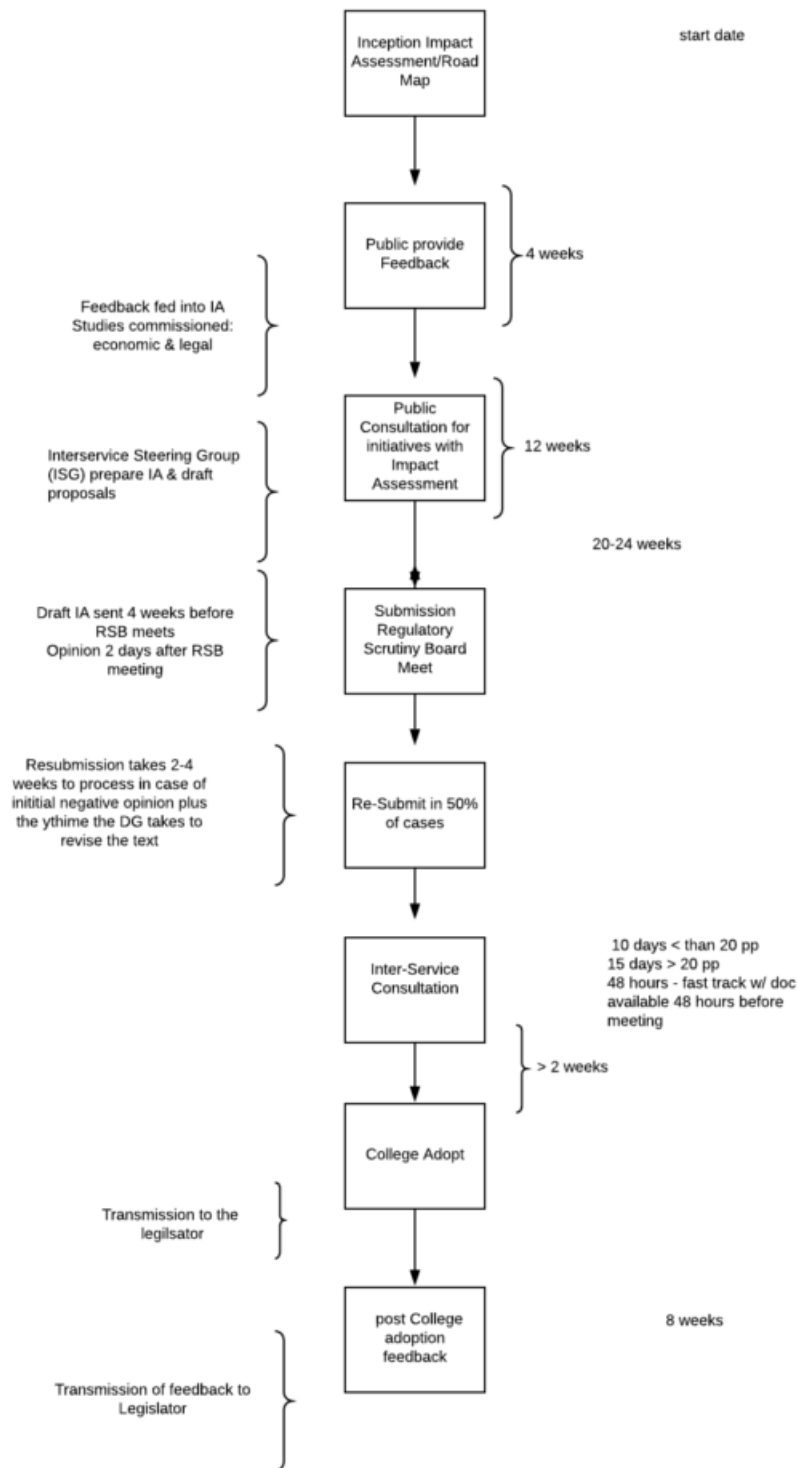 Inception Impact
Assessment/Road
Map
start date
Public provide
Feedback
4 weeks
Feedback fed into IA
Studies commissioned:
economic & legal
Public
Consultation for
initiatives with
Impact
Assessment
12 weeks
Interservice Steering Group
(ISG) prepare IA & draft
proposals
20-24 weeks
Draft IA sent 4 weeks before
RSB meets
Opinion 2 days after RSB
meeting
Submission
Regulatory
Scrutiny Board
Meet
Resubmission takes 2-4
weeks to process in case of
inititial negative opinion plus
the ythime the DG takes to
revise the text
Re-Submit in 50%
of cases
Inter-Service
Consultation
10 days < than 20 pp
15 days > 20 pp
48 hours - fast track w/ doc
available 48 hours before
meeting
> 2 weeks
College Adopt
Transmission to the
legilsator
post College
adoption
feedback
8 weeks
Transmission of feedback to
Legislator